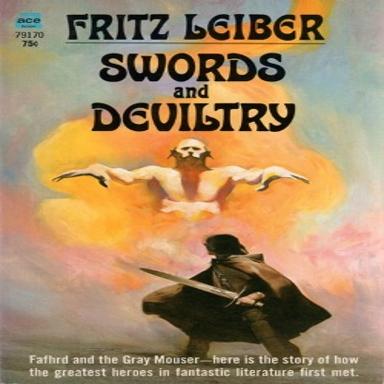 ace
79170
75¢
FRITZ LEIBER
SWORDS
and
DEVILTRY
Fafhrd and the Gray Mouser—here is the story of how
the greatest heroes in fantastic literature first met.